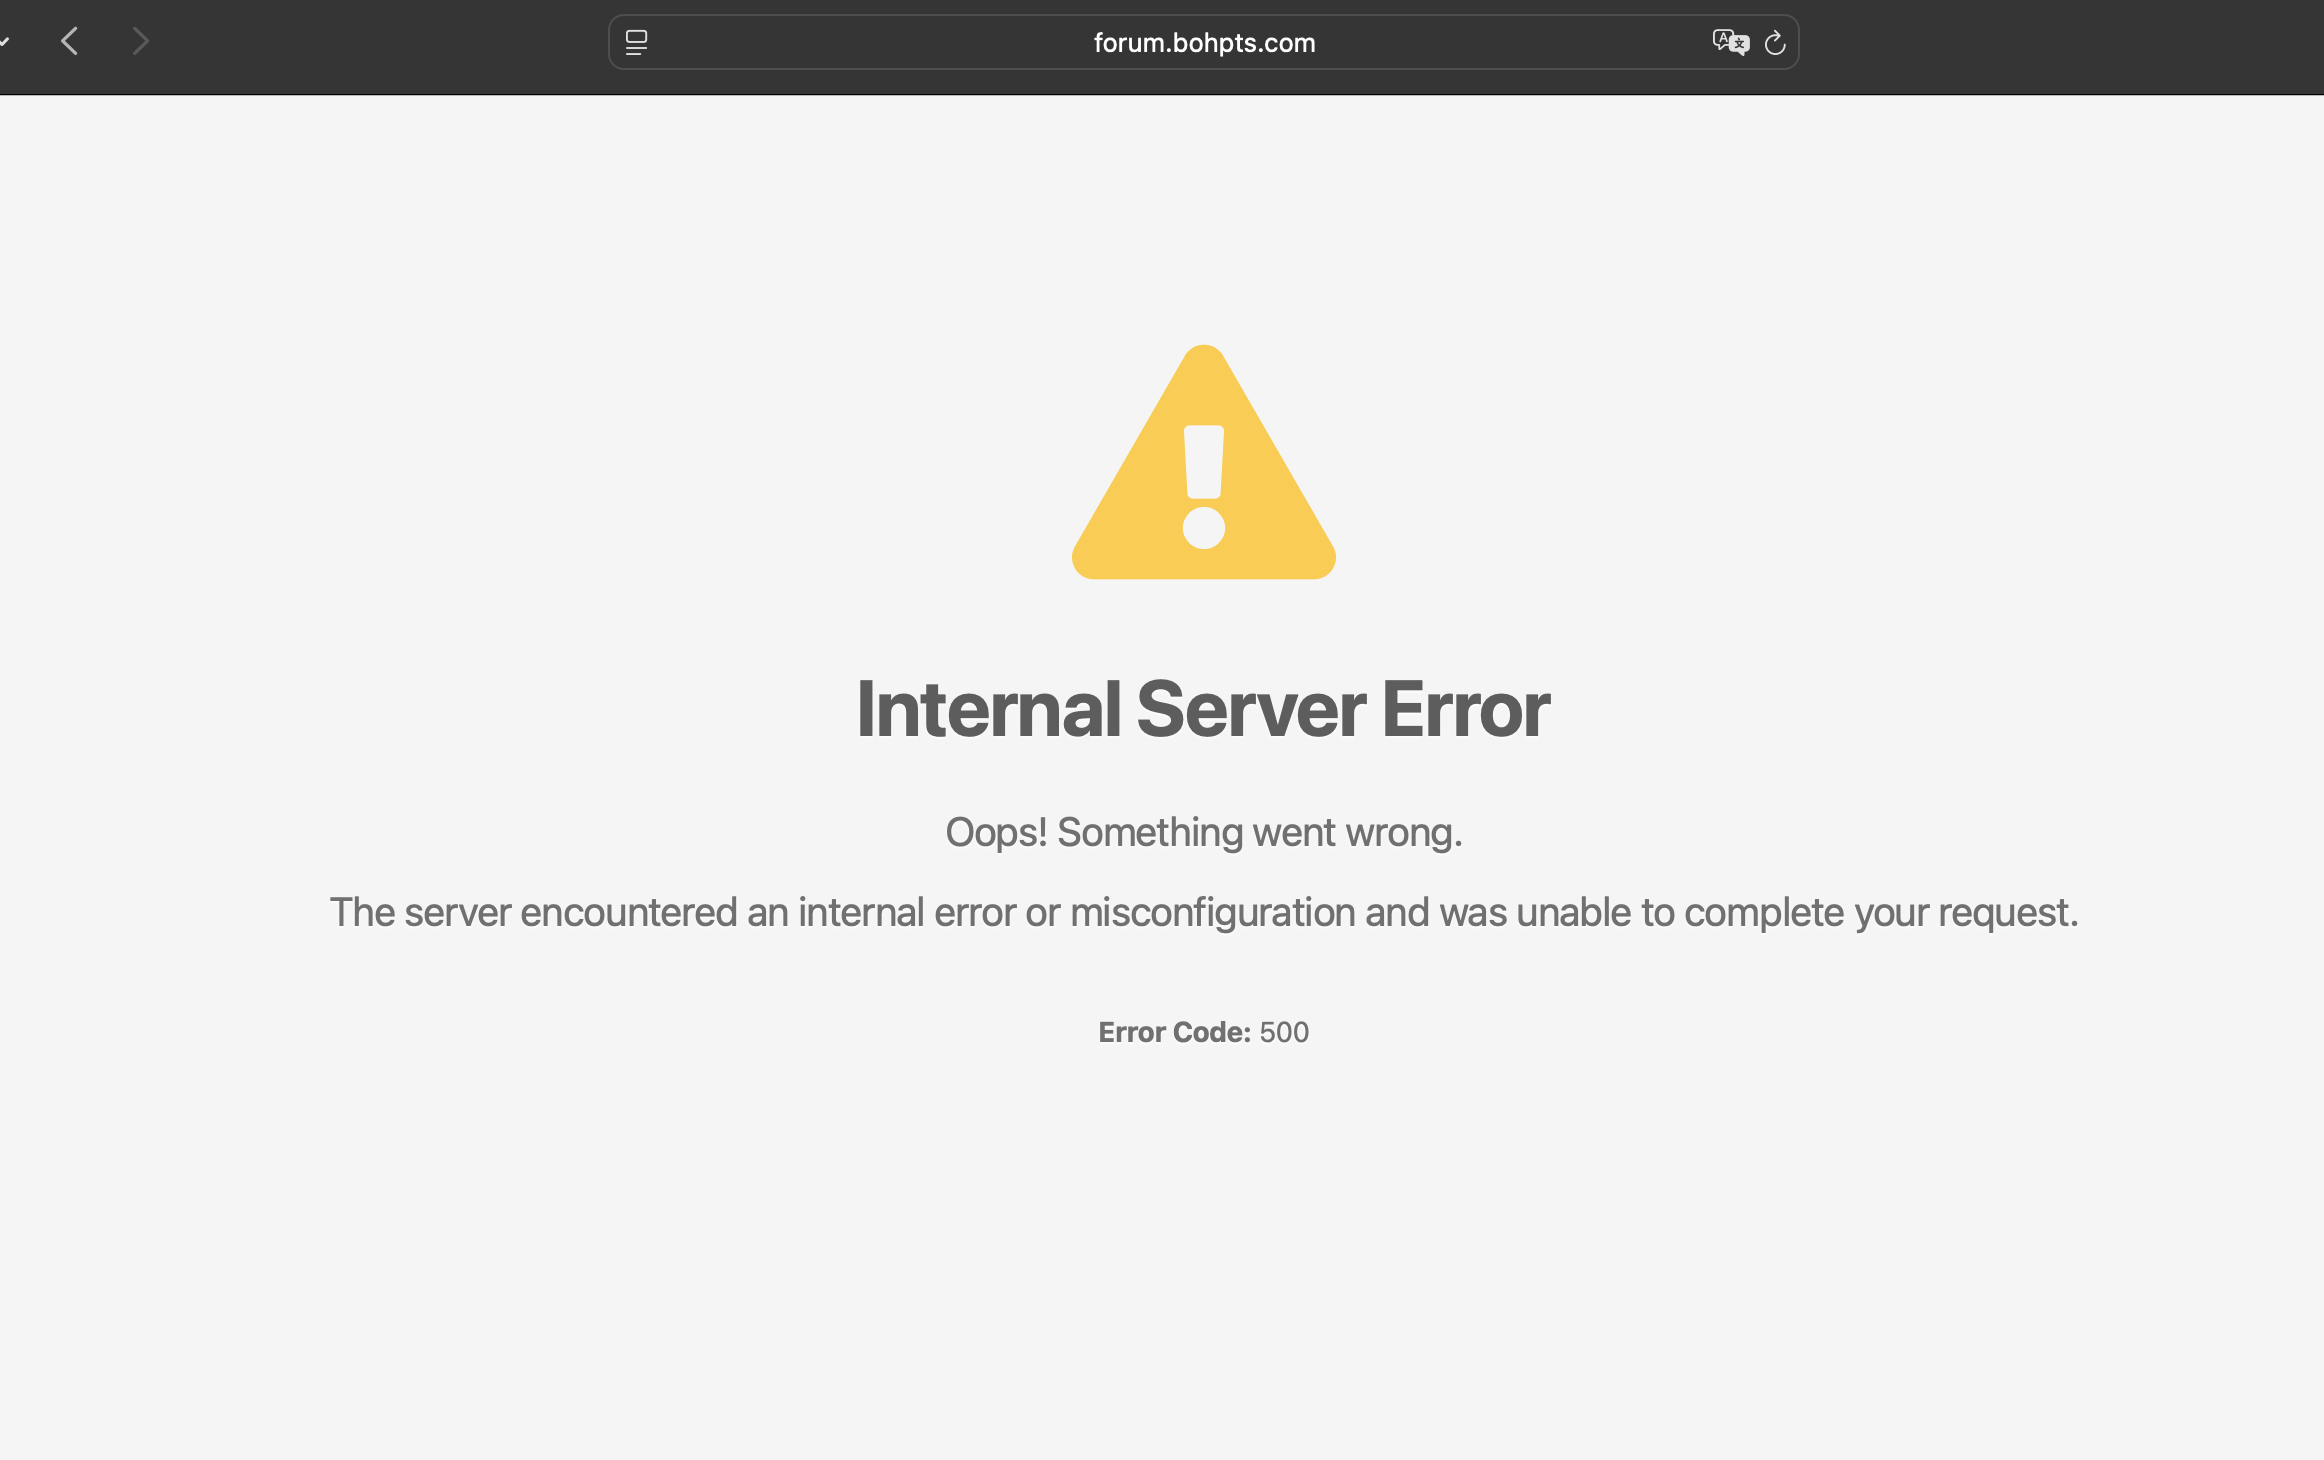 forum.bohpts.com
Internal Server Error
Oops! Something went wrong.
The server encountered an internal error or misconfiguration and was unable to complete your request.
Error Code: 500